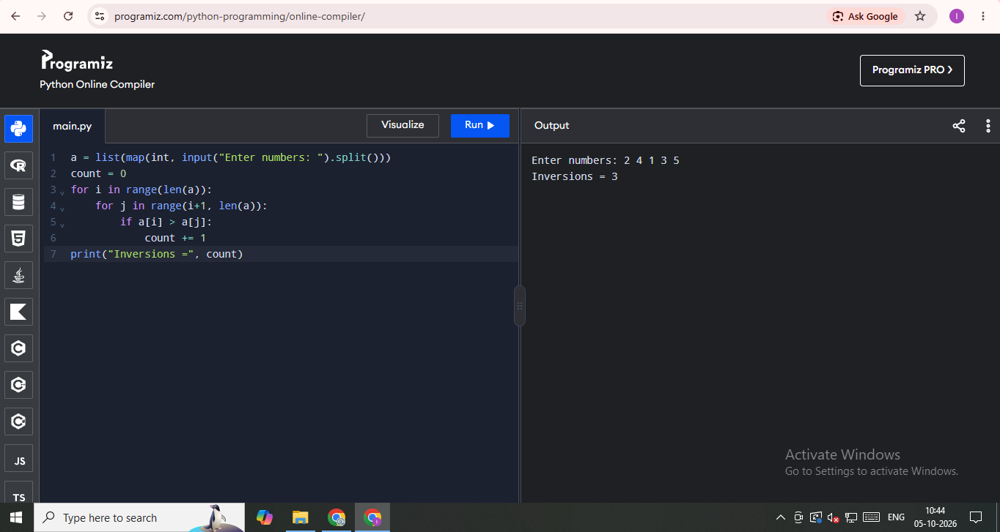 programiz.com/python-programming/online-compiler/
Ask Google
I
Programiz
Python Online Compiler
Programiz PRO ❯
main.py
Visualize
Run
Output
1 a = list(map(int, input("Enter numbers: ").split()))
2 count = 0
3 for i in range(len(a)):
4     for j in range(i+1, len(a)):
5         if a[i] > a[j]:
6             count += 1
7 print("Inversions =", count)
Enter numbers: 2 4 1 3 5
Inversions = 3
R
5
C
C
C
JS
TS
Activate Windows
Go to Settings to activate Windows.
Type here to search
ENG
10:44
05-10-2026